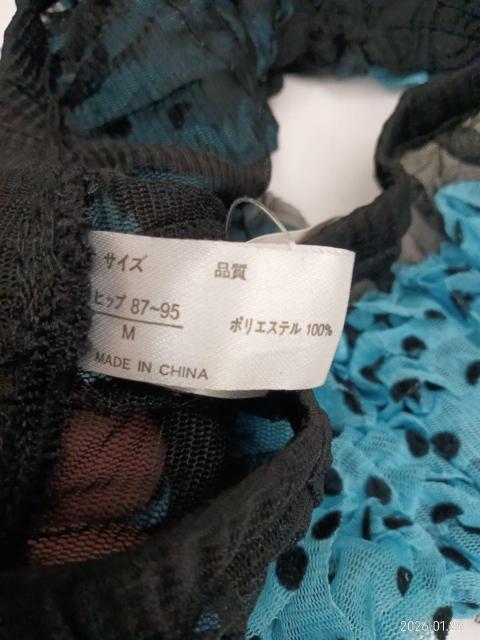 サイズ
品質
ヒップ 87~95
M
ポリエステル 100%
MADE IN CHINA